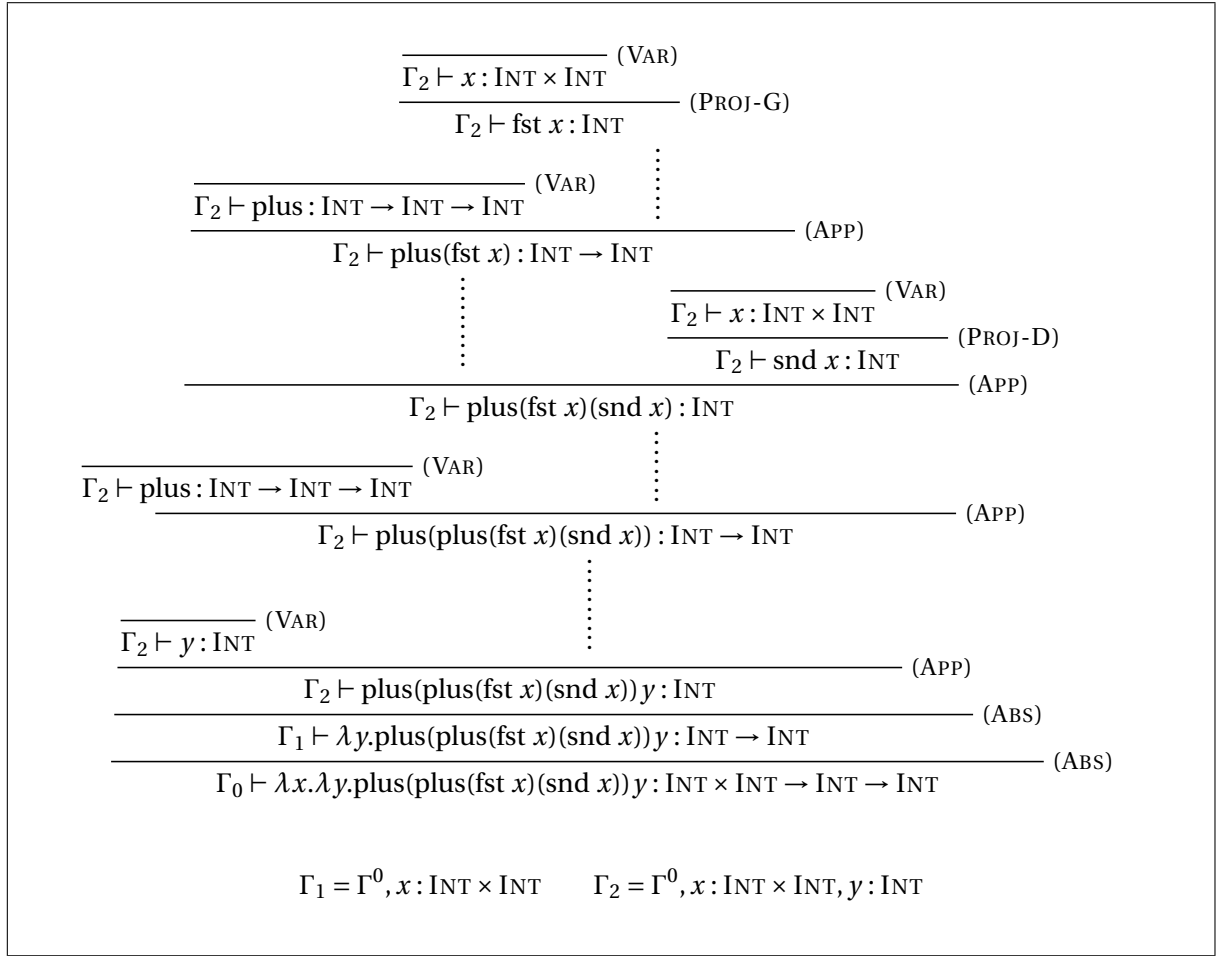 (VAR)
Γ₂ ⊢ x : INT × INT
(PROJ-G)
Γ₂ ⊢ fst x : INT
(VAR)
Γ₂ ⊢ plus : INT → INT → INT
(APP)
Γ₂ ⊢ plus(fst x) : INT → INT
(VAR)
Γ₂ ⊢ x : INT × INT
(PROJ-D)
Γ₂ ⊢ snd x : INT
(APP)
Γ₂ ⊢ plus(fst x)(snd x) : INT
(VAR)
Γ₂ ⊢ plus : INT → INT → INT
(APP)
Γ₂ ⊢ plus(plus(fst x)(snd x)) : INT → INT
(VAR)
Γ₂ ⊢ y : INT
(APP)
Γ₂ ⊢ plus(plus(fst x)(snd x)) y : INT
(ABS)
Γ₁ ⊢ λy.plus(plus(fst x)(snd x)) y : INT → INT
(ABS)
Γ₀ ⊢ λx.λy.plus(plus(fst x)(snd x)) y : INT × INT → INT → INT
Γ₁ = Γ⁰, x : INT × INT Γ₂ = Γ⁰, x : INT × INT, y : INT